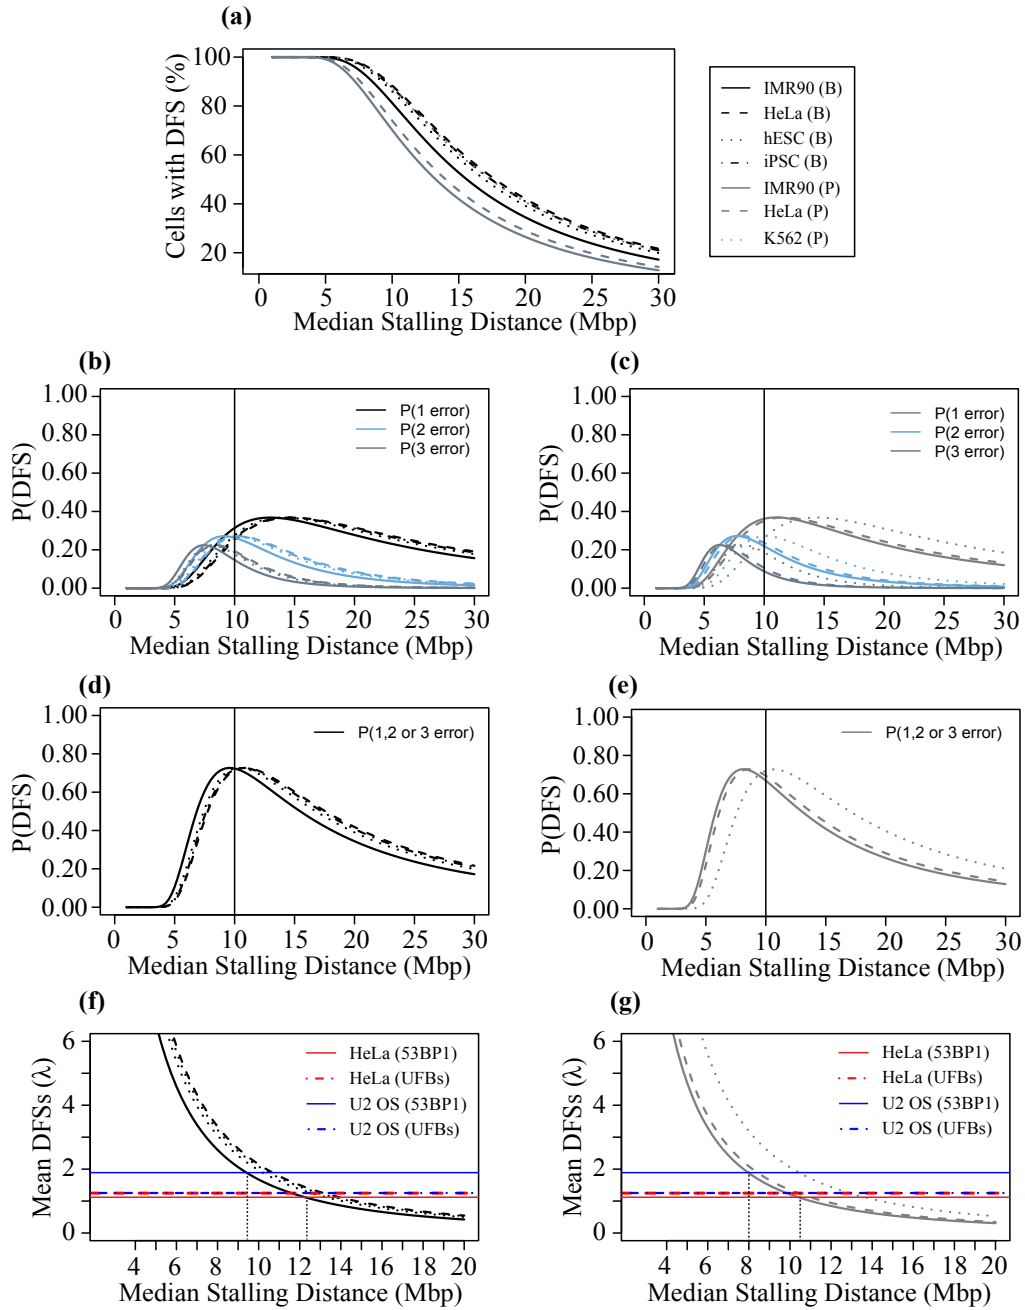 (a)
Cells with DFS (%)
100
80
60
40
20
0 5 10 15 20 25 30
Median Stalling Distance (Mbp)
IMR90 (B)
HeLa (B)
hESC (B)
iPSC (B)
IMR90 (P)
HeLa (P)
K562 (P)
(b)
P(DFS)
1.00
0.80
0.60
0.40
0.20
0.00
0 5 10 15 20 25 30
Median Stalling Distance (Mbp)
P(1 error)
P(2 error)
P(3 error)
(c)
P(DFS)
1.00
0.80
0.60
0.40
0.20
0.00
0 5 10 15 20 25 30
Median Stalling Distance (Mbp)
P(1 error)
P(2 error)
P(3 error)
(d)
P(DFS)
1.00
0.80
0.60
0.40
0.20
0.00
0 5 10 15 20 25 30
Median Stalling Distance (Mbp)
P(1,2 or 3 error)
(e)
P(DFS)
1.00
0.80
0.60
0.40
0.20
0.00
0 5 10 15 20 25 30
Median Stalling Distance (Mbp)
P(1,2 or 3 error)
(f)
Mean DFSs (λ)
6
4
2
0
4 6 8 10 12 14 16 20
Median Stalling Distance (Mbp)
HeLa (53BP1)
HeLa (UFBs)
U2 OS (53BP1)
U2 OS (UFBs)
(g)
Mean DFSs (λ)
6
4
2
0
4 6 8 10 12 14 16 20
Median Stalling Distance (Mbp)
HeLa (53BP1)
HeLa (UFBs)
U2 OS (53BP1)
U2 OS (UFBs)